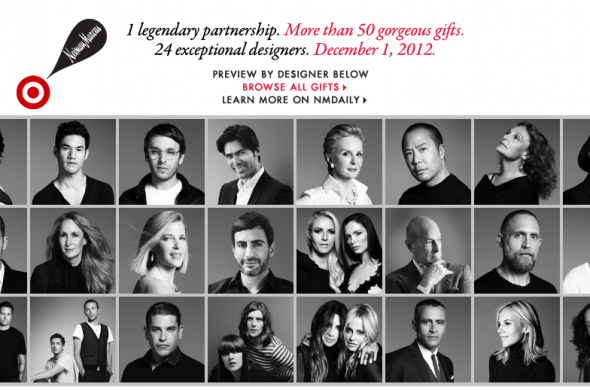 Neiman Marcus
1 legendary partnership. More than 50 gorgeous gifts.
24 exceptional designers. December 1, 2012.
PREVIEW BY DESIGNER BELOW
BROWSE ALL GIFTS
LEARN MORE ON NMDAILY